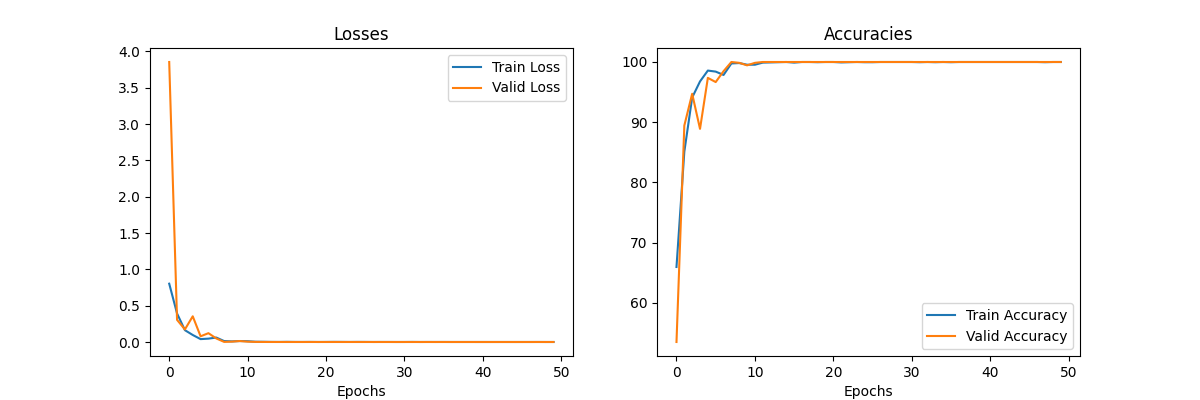 Losses
4.0
3.5
3.0
2.5
2.0
1.5
1.0
0.5
0.0
0 10 20 30 40 50
Epochs
Train Loss
Valid Loss
Accuracies
100
90
80
70
60
0 10 20 30 40 50
Epochs
Train Accuracy
Valid Accuracy